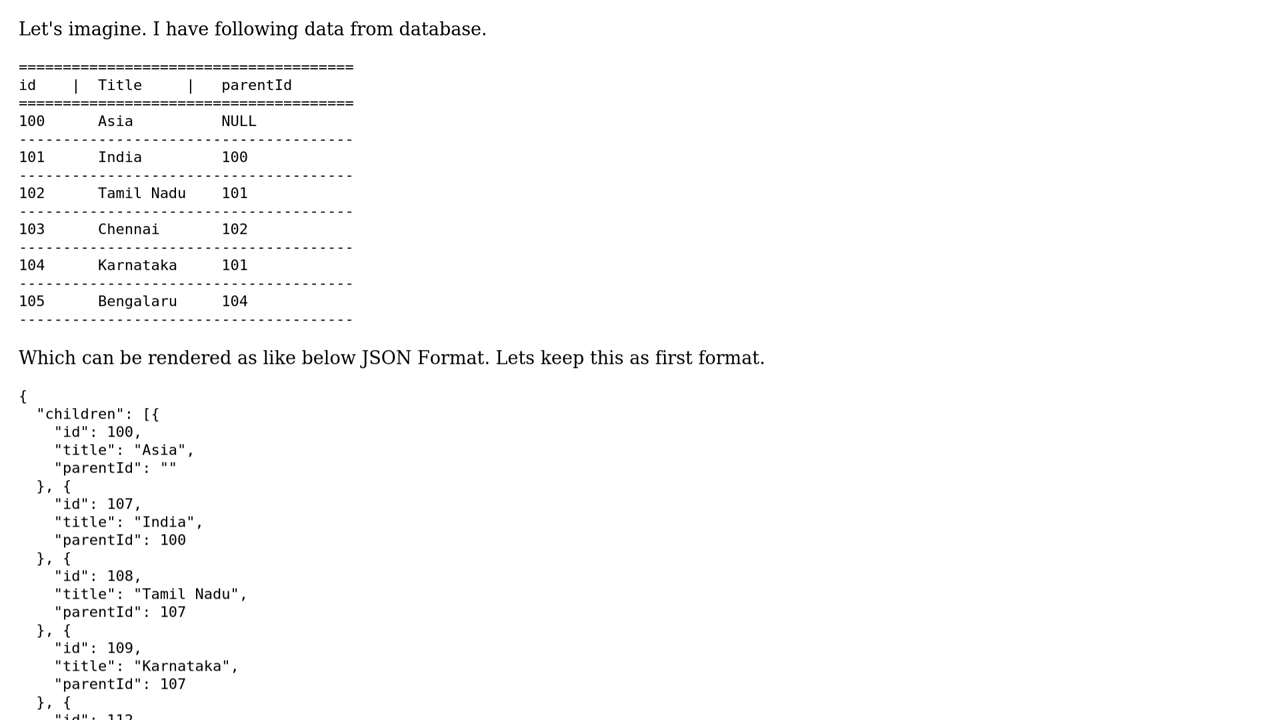 Let's imagine. I have following data from database.
======================================
id    |  Title     |   parentId
======================================
100      Asia          NULL
--------------------------------------
101      India         100
--------------------------------------
102      Tamil Nadu    101
--------------------------------------
103      Chennai       102
--------------------------------------
104      Karnataka     101
--------------------------------------
105      Bengalaru     104
--------------------------------------
Which can be rendered as like below JSON Format. Lets keep this as first format.
{
  "children": [{
    "id": 100,
    "title": "Asia",
    "parentId": ""
  }, {
    "id": 107,
    "title": "India",
    "parentId": 100
  }, {
    "id": 108,
    "title": "Tamil Nadu",
    "parentId": 107
  }, {
    "id": 109,
    "title": "Karnataka",
    "parentId": 107
  }, {
    "id": 112